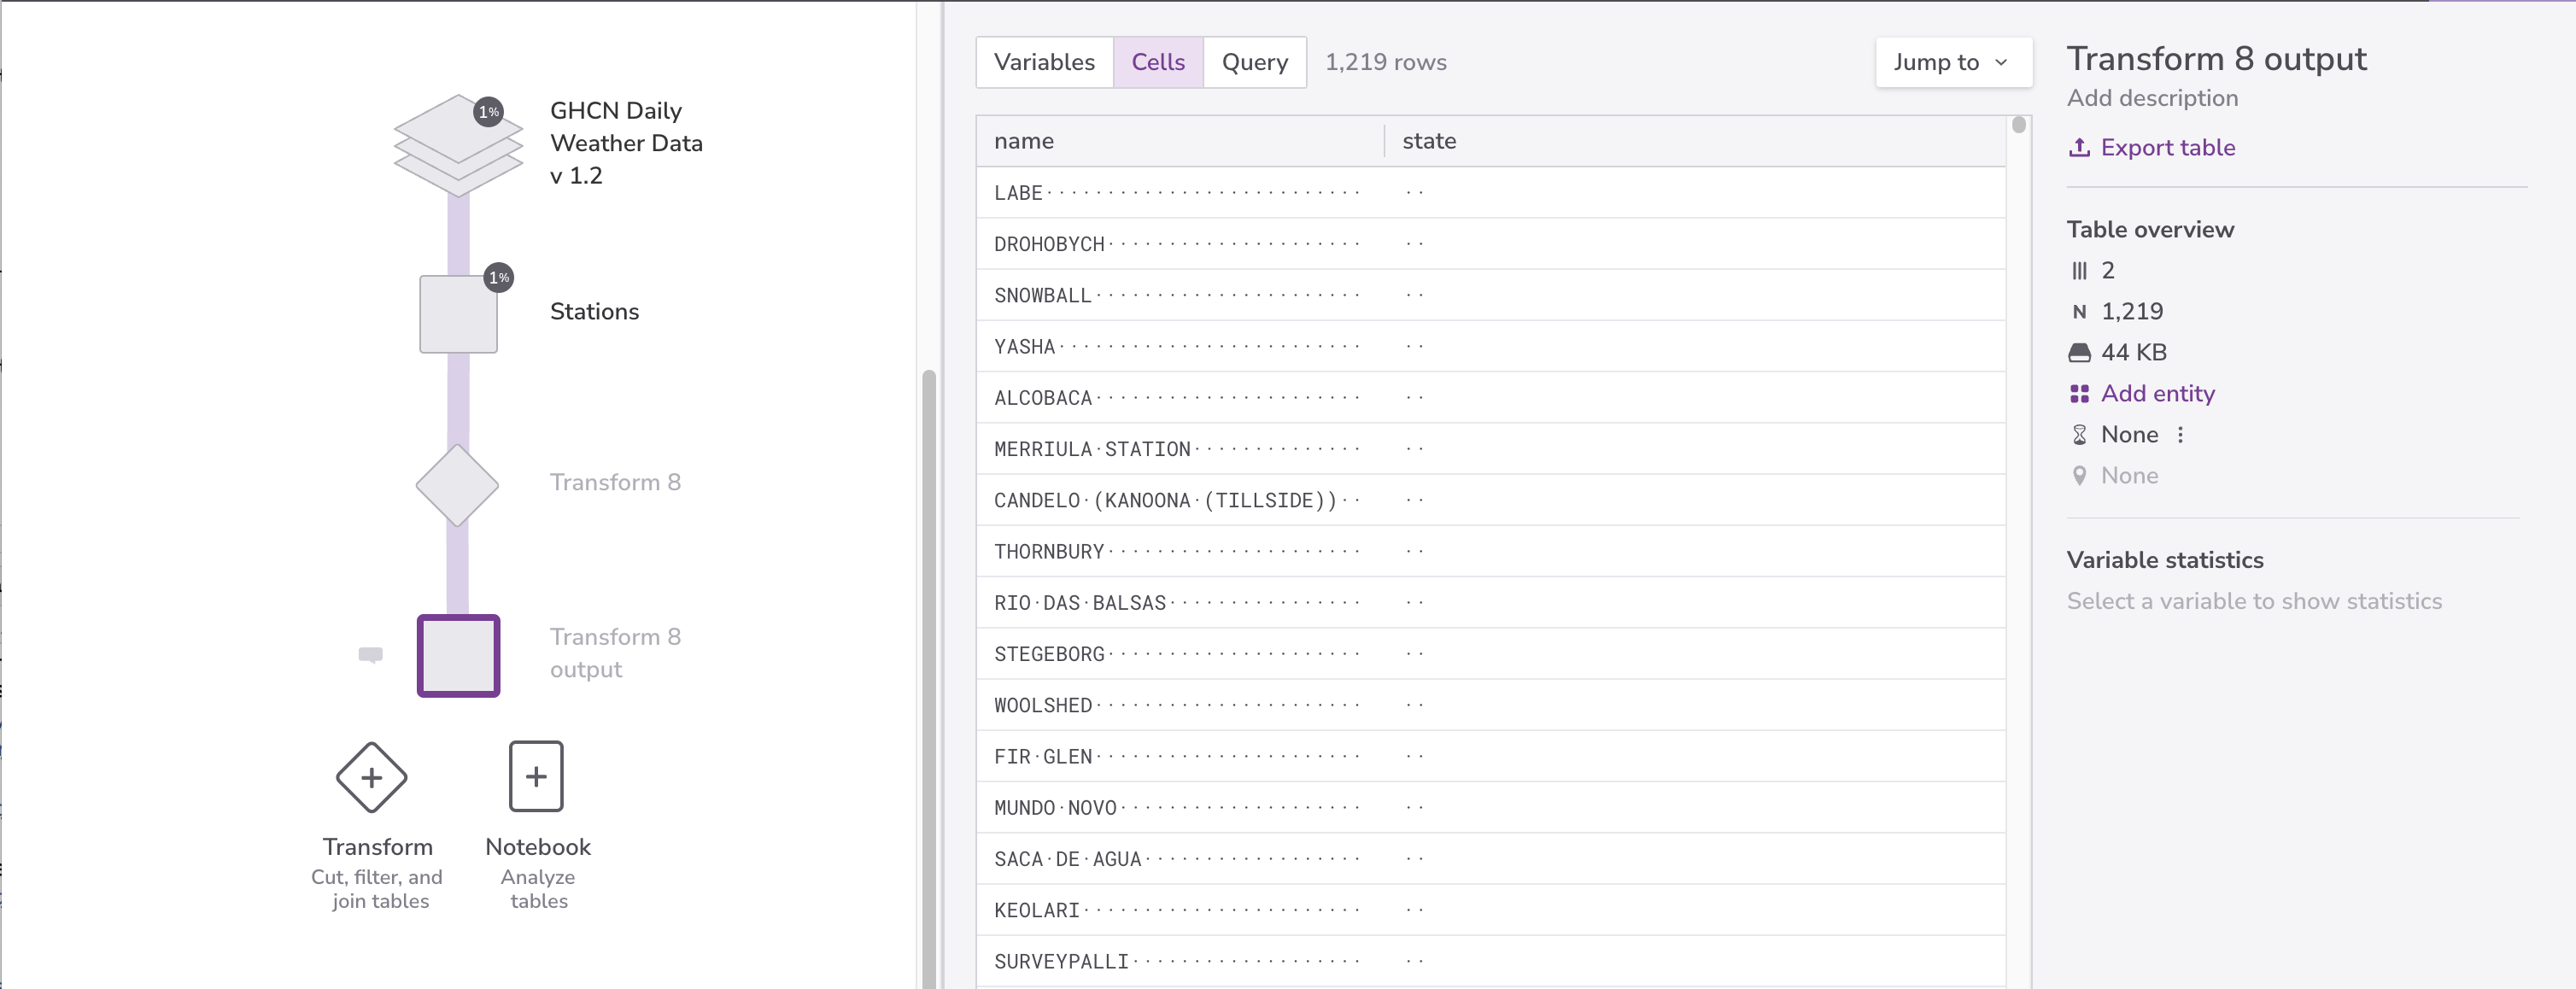 1%
GHCN Daily
Weather Data
v 1.2
1%
Stations
Transform 8
Transform 8
output
Transform
Cut, filter, and
join tables
Notebook
Analyze
tables
Variables Cells Query 1,219 rows Jump to
name state
LABE·························· ··
DROHOBYCH····················· ··
SNOWBALL······················ ··
YASHA························· ··
ALCOBACA······················ ··
MERRIULA·STATION·············· ··
CANDELO·(KANOONA·(TILLSIDE))·· ··
THORNBURY····················· ··
RIO·DAS·BALSAS················ ··
STEGEBORG····················· ··
WOOLSHED······················ ··
FIR·GLEN······················ ··
MUNDO·NOVO···················· ··
SACA·DE·AGUA·················· ··
KEOLARI······················· ··
SURVEYPALLI··················· ··
Transform 8 output
Add description
Export table
Table overview
2
N 1,219
44 KB
Add entity
None
None
Variable statistics
Select a variable to show statistics